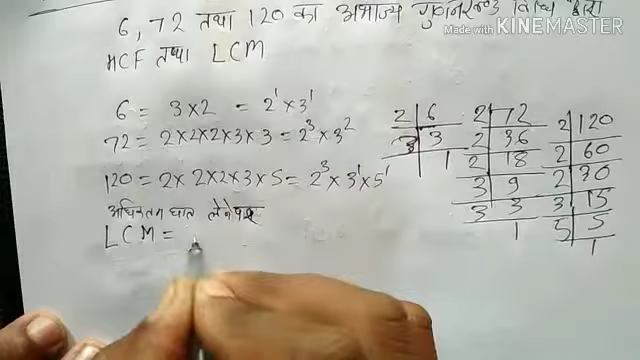 6, 72 तथा 120 का अभाज्य गुणनखण्ड विधि द्वारा
HCF तथा LCM
Made with KINEMASTER
6 = 3×2 = 2¹×3¹
72 = 2×2×2×3×3 = 2³×3²
120 = 2×2×2×3×5 = 2³×3¹×5¹
अधिकतम घात लेने पर
LCM =
2 | 6
3 | 3
1
2 | 72
2 | 36
2 | 18
3 | 9
3 | 3
1
2 | 120
2 | 60
2 | 30
3 | 15
5 | 5
1